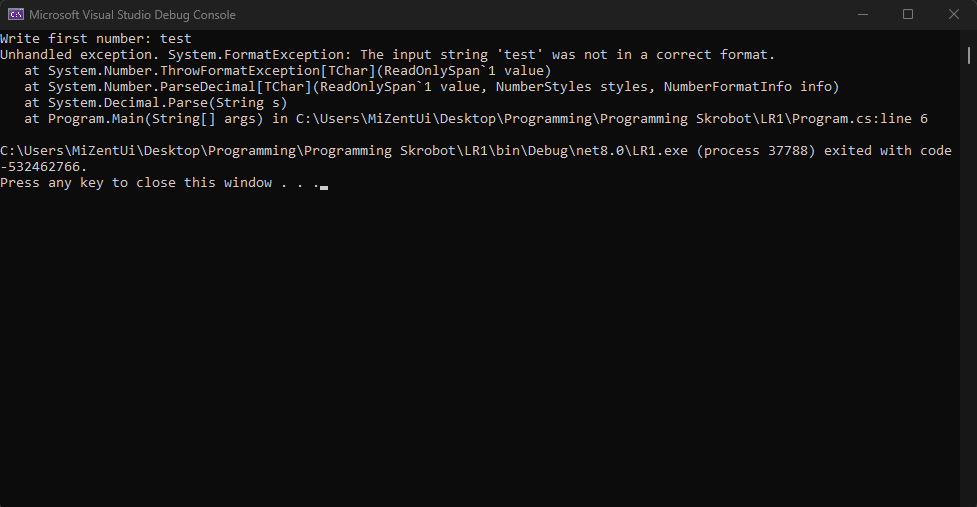 Microsoft Visual Studio Debug Console
Write first number: test
Unhandled exception. System.FormatException: The input string 'test' was not in a correct format.
   at System.Number.ThrowFormatException[TChar](ReadOnlySpan`1 value)
   at System.Number.ParseDecimal[TChar](ReadOnlySpan`1 value, NumberStyles styles, NumberFormatInfo info)
   at System.Decimal.Parse(String s)
   at Program.Main(String[] args) in C:\Users\MiZentUi\Desktop\Programming\Programming Skrobot\LR1\Program.cs:line 6
C:\Users\MiZentUi\Desktop\Programming\Programming Skrobot\LR1\bin\Debug\net8.0\LR1.exe (process 37788) exited with code
-532462766.
Press any key to close this window . . .